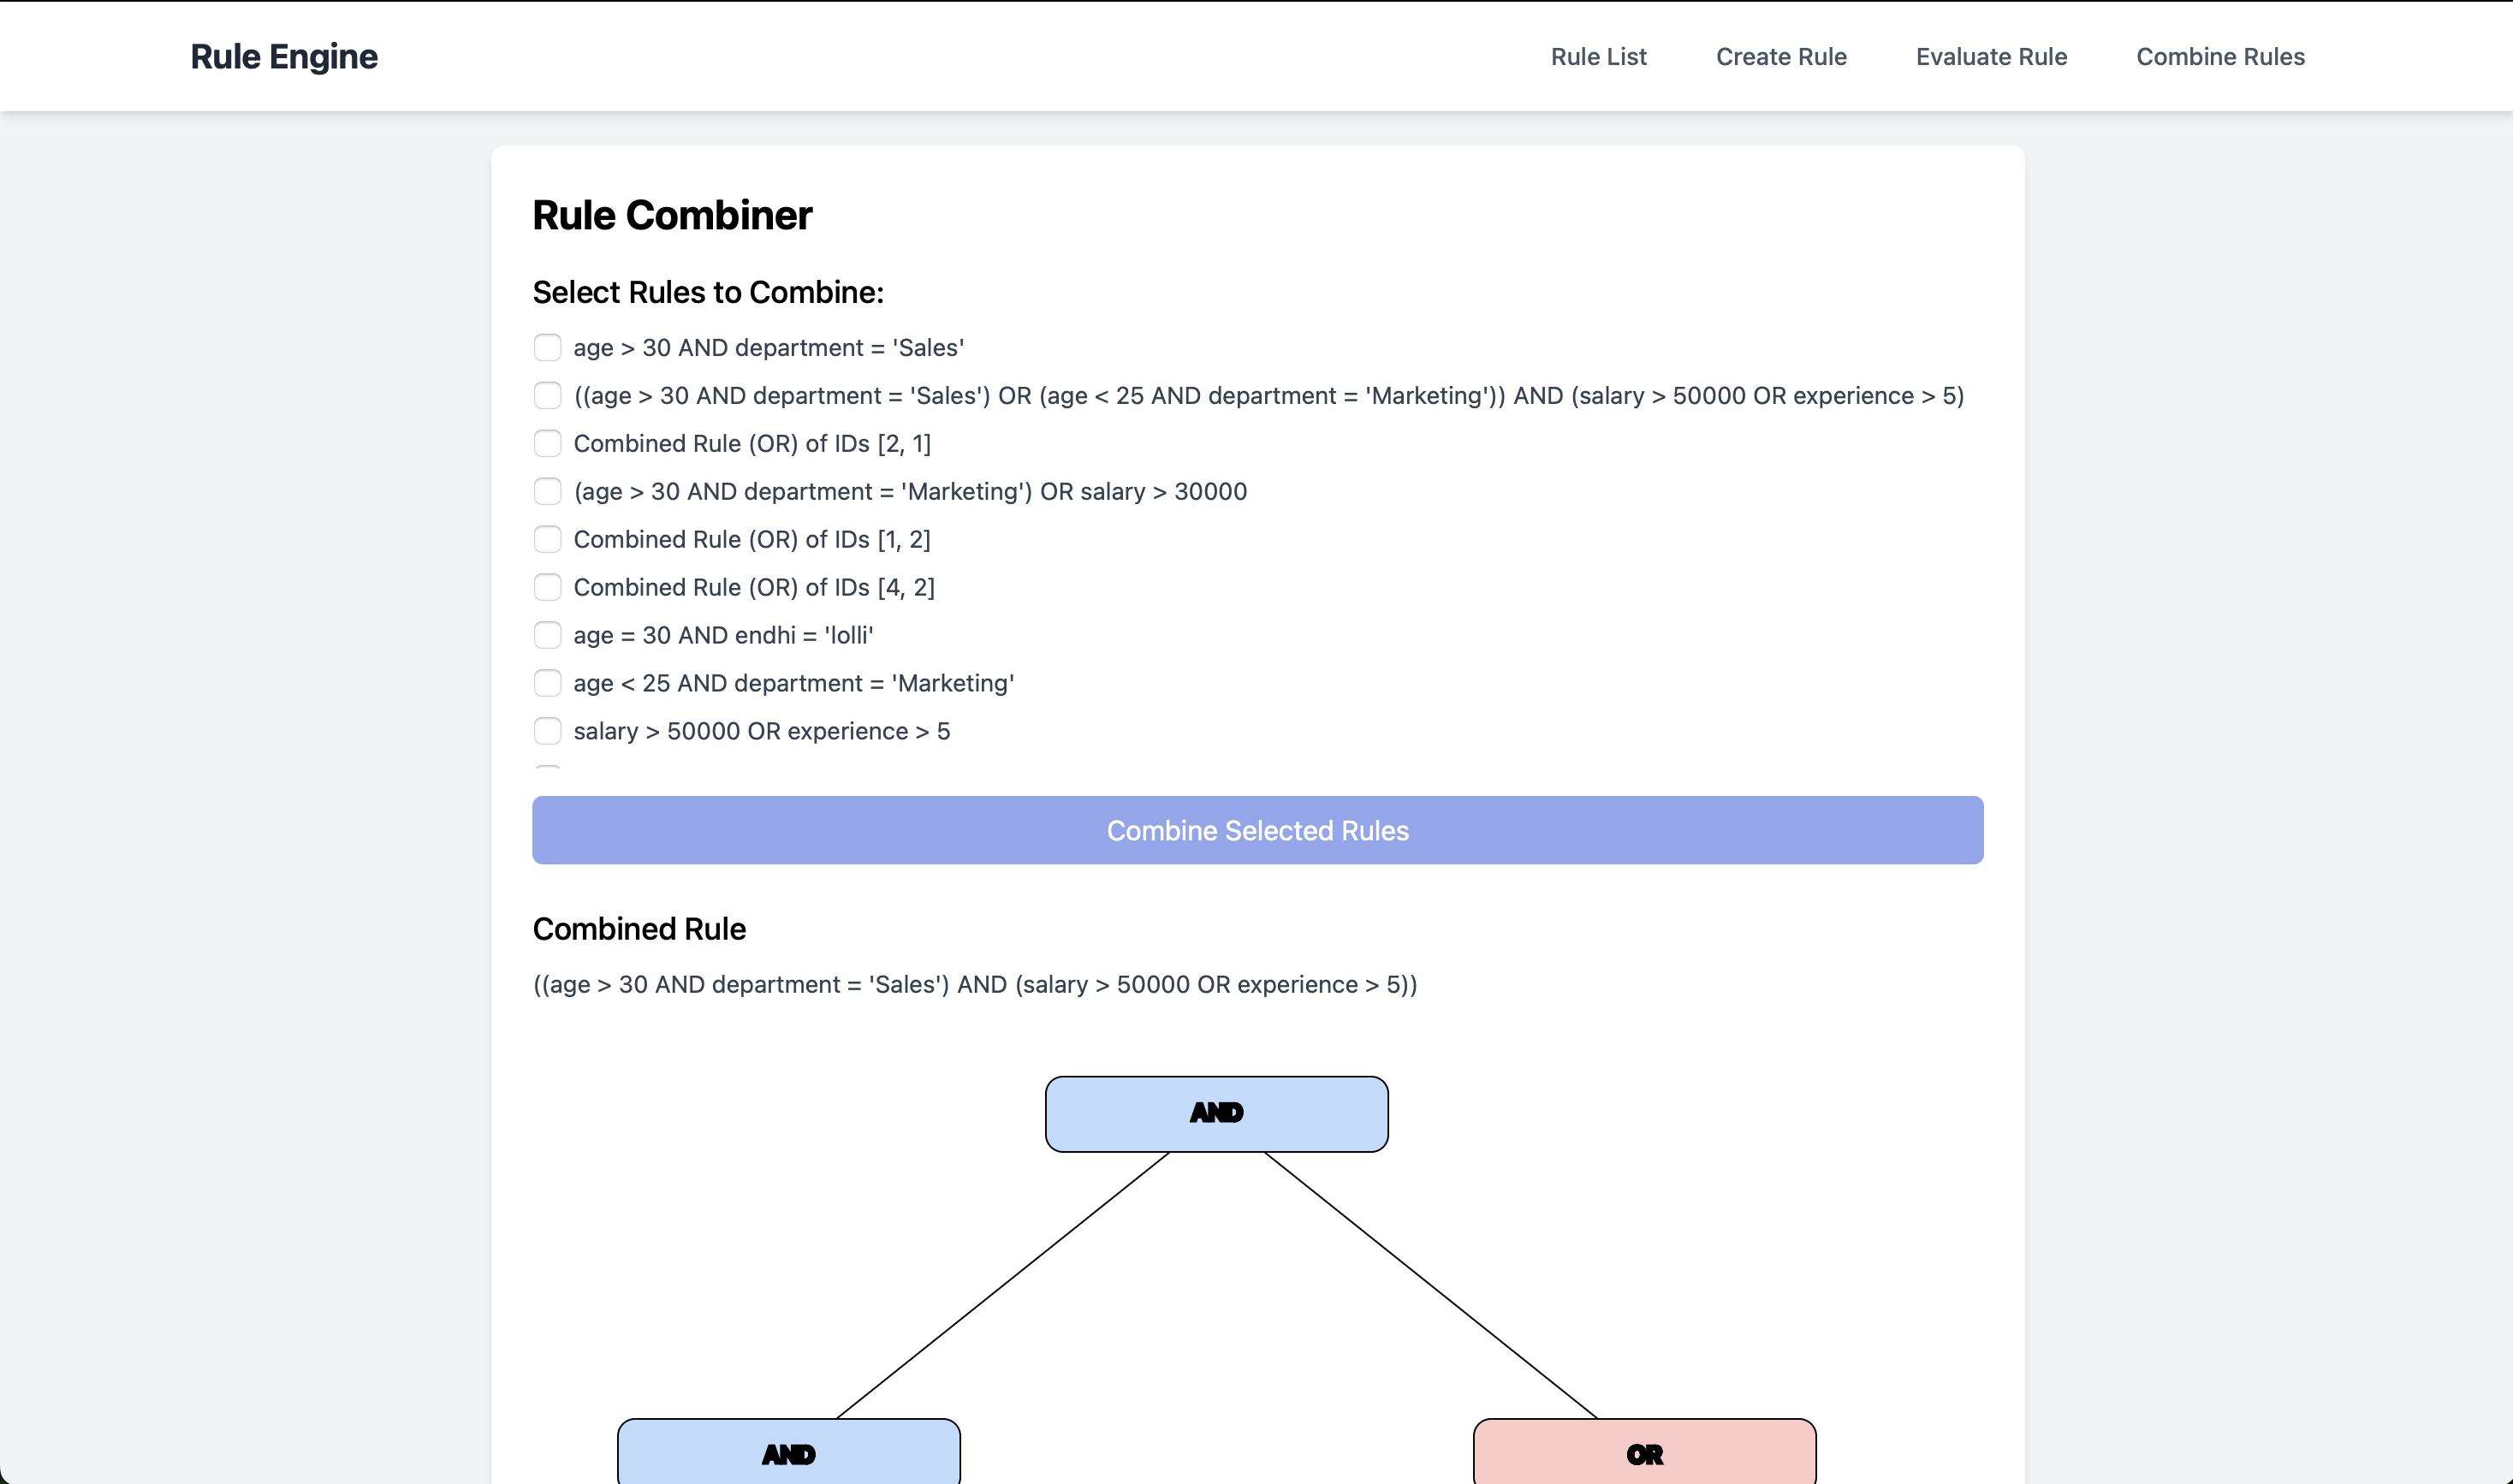 Rule Engine
Rule List
Create Rule
Evaluate Rule
Combine Rules
Rule Combiner
Select Rules to Combine:
age > 30 AND department = 'Sales'
((age > 30 AND department = 'Sales') OR (age < 25 AND department = 'Marketing')) AND (salary > 50000 OR experience > 5)
Combined Rule (OR) of IDs [2, 1]
(age > 30 AND department = 'Marketing') OR salary > 30000
Combined Rule (OR) of IDs [1, 2]
Combined Rule (OR) of IDs [4, 2]
age = 30 AND endhi = 'lolli'
age < 25 AND department = 'Marketing'
salary > 50000 OR experience > 5
Combine Selected Rules
Combined Rule
((age > 30 AND department = 'Sales') AND (salary > 50000 OR experience > 5))
AND
AND
OR